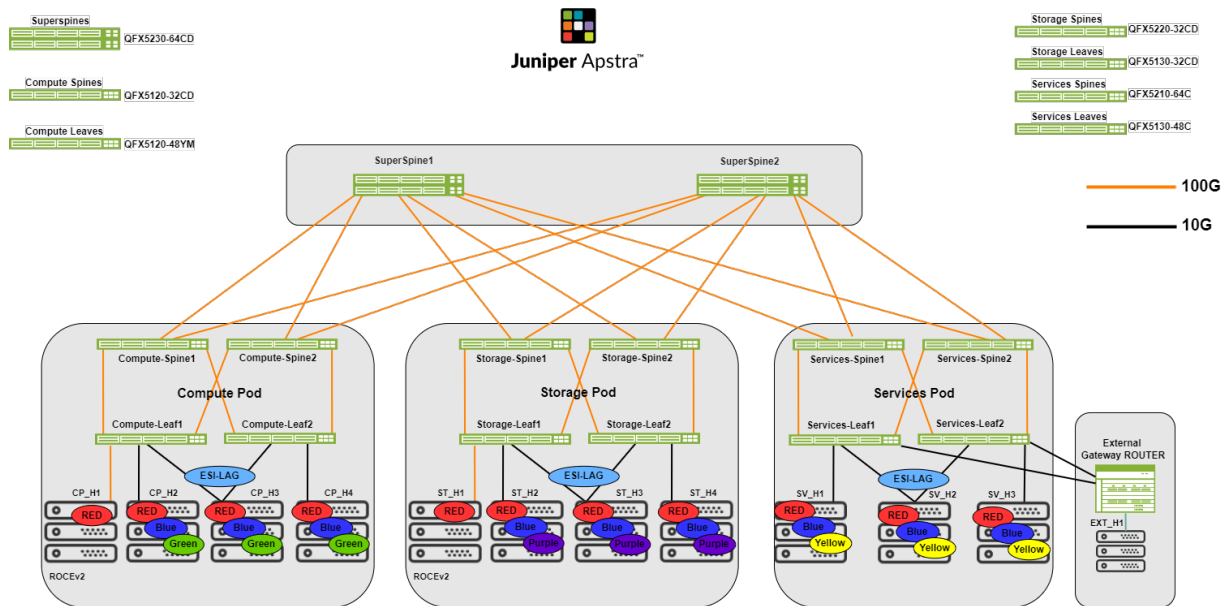 Superspines
QFX5230-64CD
Compute Spines
QFX5120-32CD
Compute Leaves
QFX5120-48YM
Juniper Apstra™
Storage Spines
QFX5220-32CD
Storage Leaves
QFX5130-32CD
Services Spines
QFX5210-64C
Services Leaves
QFX5130-48C
100G
10G
SuperSpine1
SuperSpine2
Compute-Spine1
Compute-Spine2
Compute Pod
Compute-Leaf1
Compute-Leaf2
ESI-LAG
CP_H1
CP_H2
CP_H3
CP_H4
RED
RED
Blue
Green
RED
Blue
Green
RED
Blue
Green
ROCEv2
Storage-Spine1
Storage-Spine2
Storage Pod
Storage-Leaf1
Storage-Leaf2
ESI-LAG
ST_H1
ST_H2
ST_H3
ST_H4
RED
RED
Blue
Purple
RED
Blue
Purple
RED
Blue
Purple
ROCEv2
Services-Spine1
Services-Spine2
Services Pod
Services-Leaf1
Services-Leaf2
ESI-LAG
SV_H1
SV_H2
SV_H3
RED
Blue
Yellow
RED
Blue
Yellow
RED
Blue
Yellow
External
Gateway ROUTER
EXT_H1